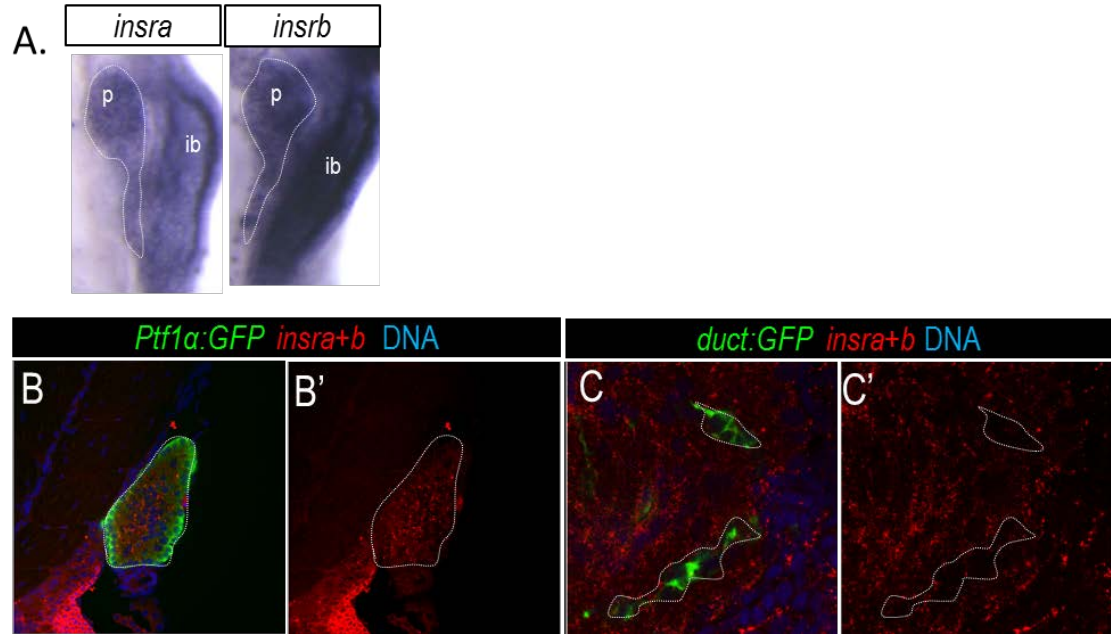 A.
insra
insrb
p
ib
p
ib
Ptf1α:GFP insra+b DNA
duct:GFP insra+b DNA
B
B'
C
C'